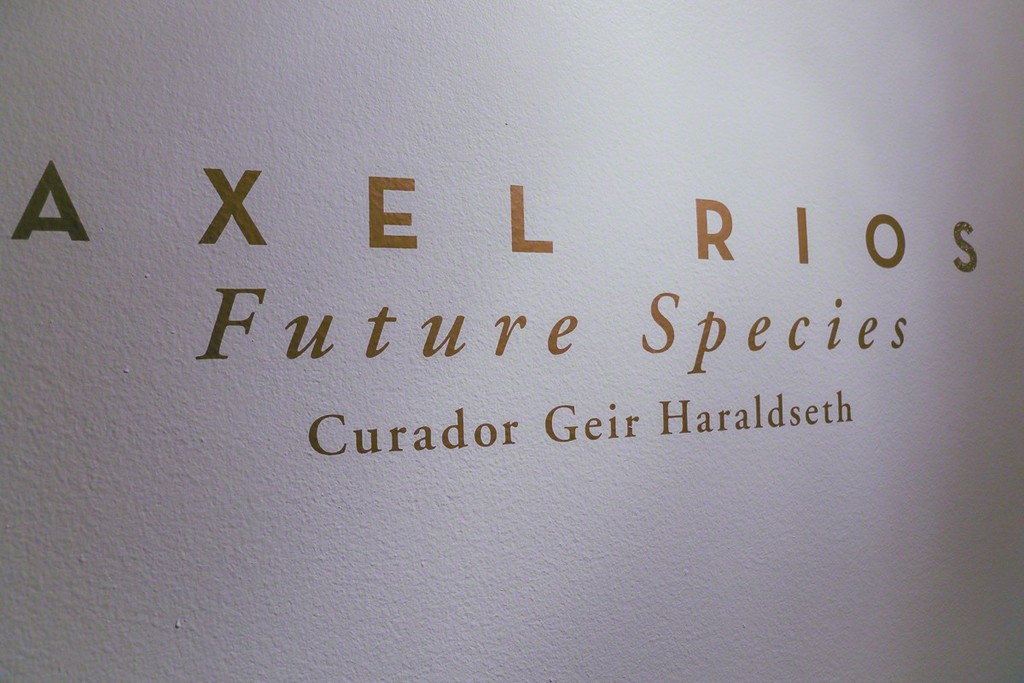 AXEL RIOS
Future Species
Curador Geir Haraldseth